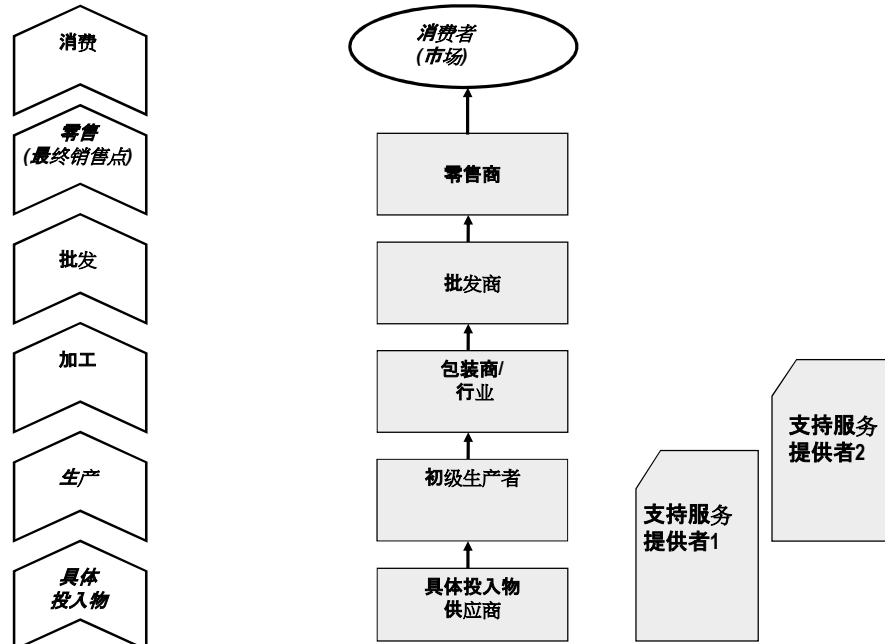 消费
零售
(最终销售点)
批发
加工
生产
具体
投入物
消费者
(市场)
零售商
批发商
包装商/
行业
初级生产者
具体投入物
供应商
支持服务
提供者1
支持服务
提供者2